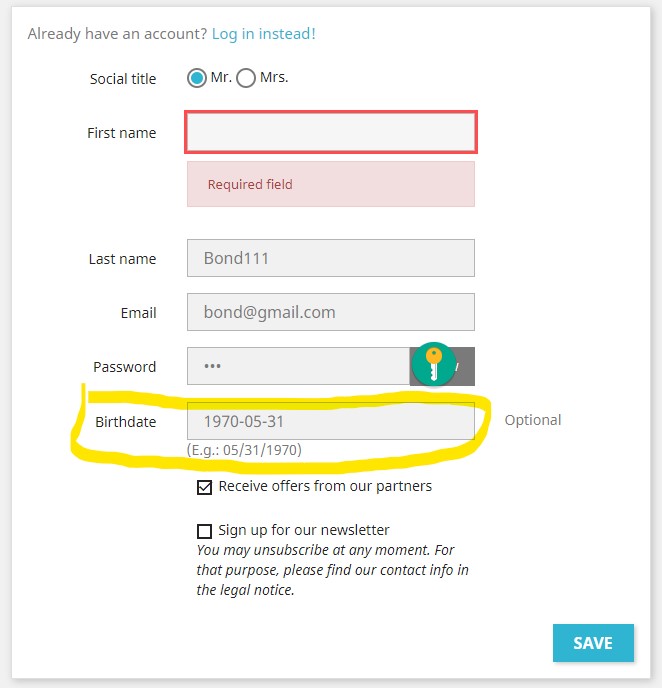 Already have an account? Log in instead!
Social title Mr. Mrs.
First name
Required field
Last name Bond111
Email bond@gmail.com
Password •••
Birthdate 1970-05-31 Optional
(E.g.: 05/31/1970)
Receive offers from our partners
Sign up for our newsletter
You may unsubscribe at any moment. For
that purpose, please find our contact info in
the legal notice.
SAVE